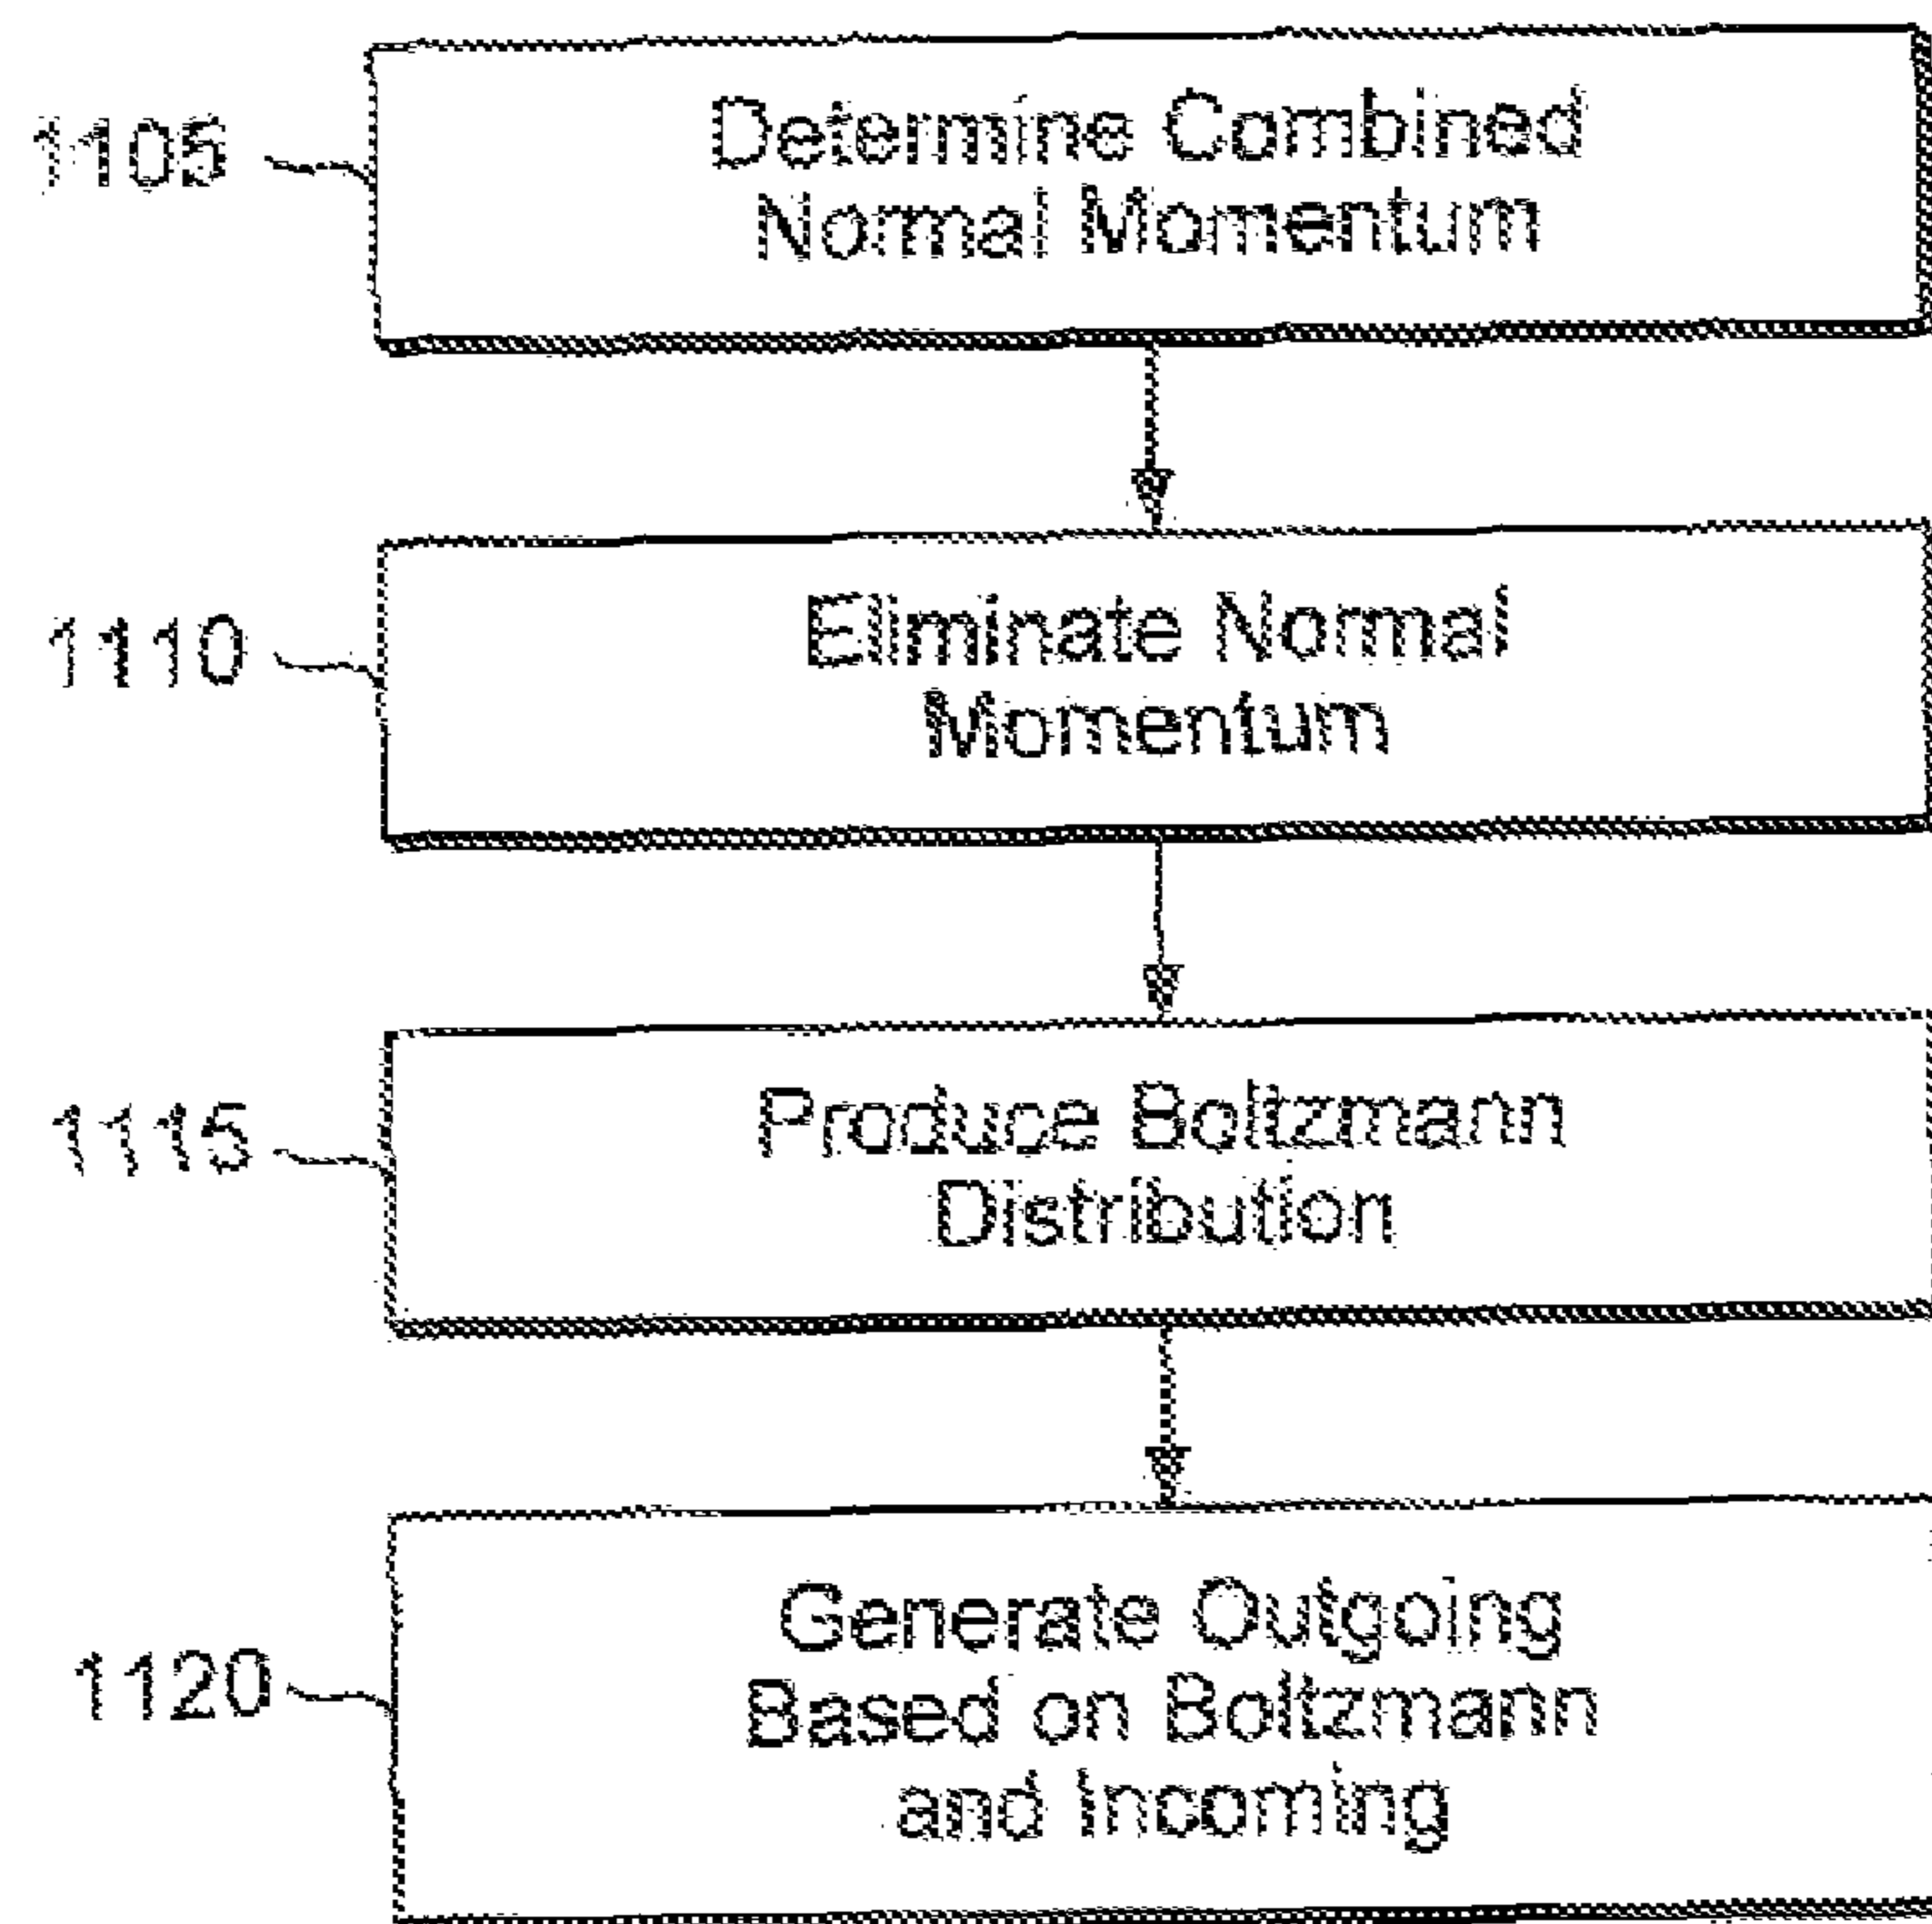 1105
Determine Combined
Normal Momentum
1110
Eliminate Normal
Momentum
1115
Produce Boltzmann
Distribution
1120
Generate Outgoing
Based on Boltzmann
and Incoming